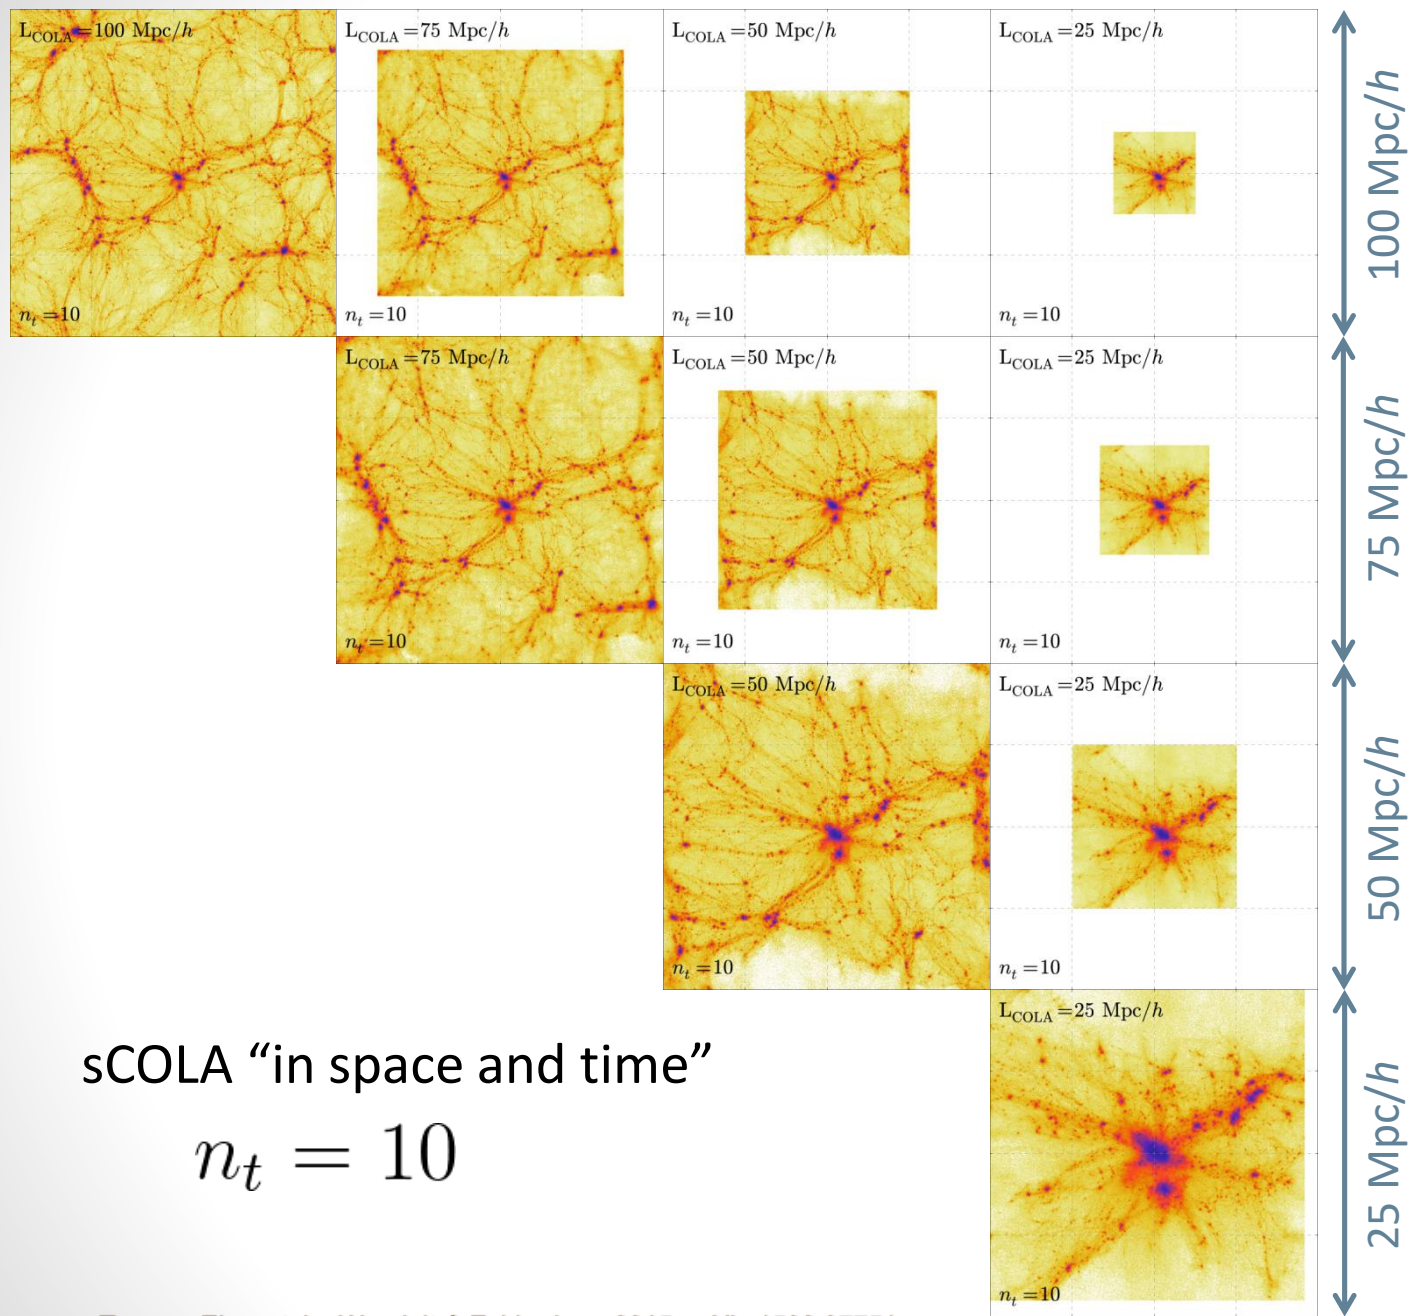 L_COLA=100 Mpc/h
n_t=10
L_COLA=75 Mpc/h
n_t=10
L_COLA=50 Mpc/h
n_t=10
L_COLA=25 Mpc/h
n_t=10
100 Mpc/h
L_COLA=75 Mpc/h
n_t=10
L_COLA=50 Mpc/h
n_t=10
L_COLA=25 Mpc/h
n_t=10
75 Mpc/h
L_COLA=50 Mpc/h
n_t=10
L_COLA=25 Mpc/h
n_t=10
50 Mpc/h
L_COLA=25 Mpc/h
n_t=10
25 Mpc/h
sCOLA “in space and time”
n_t = 10